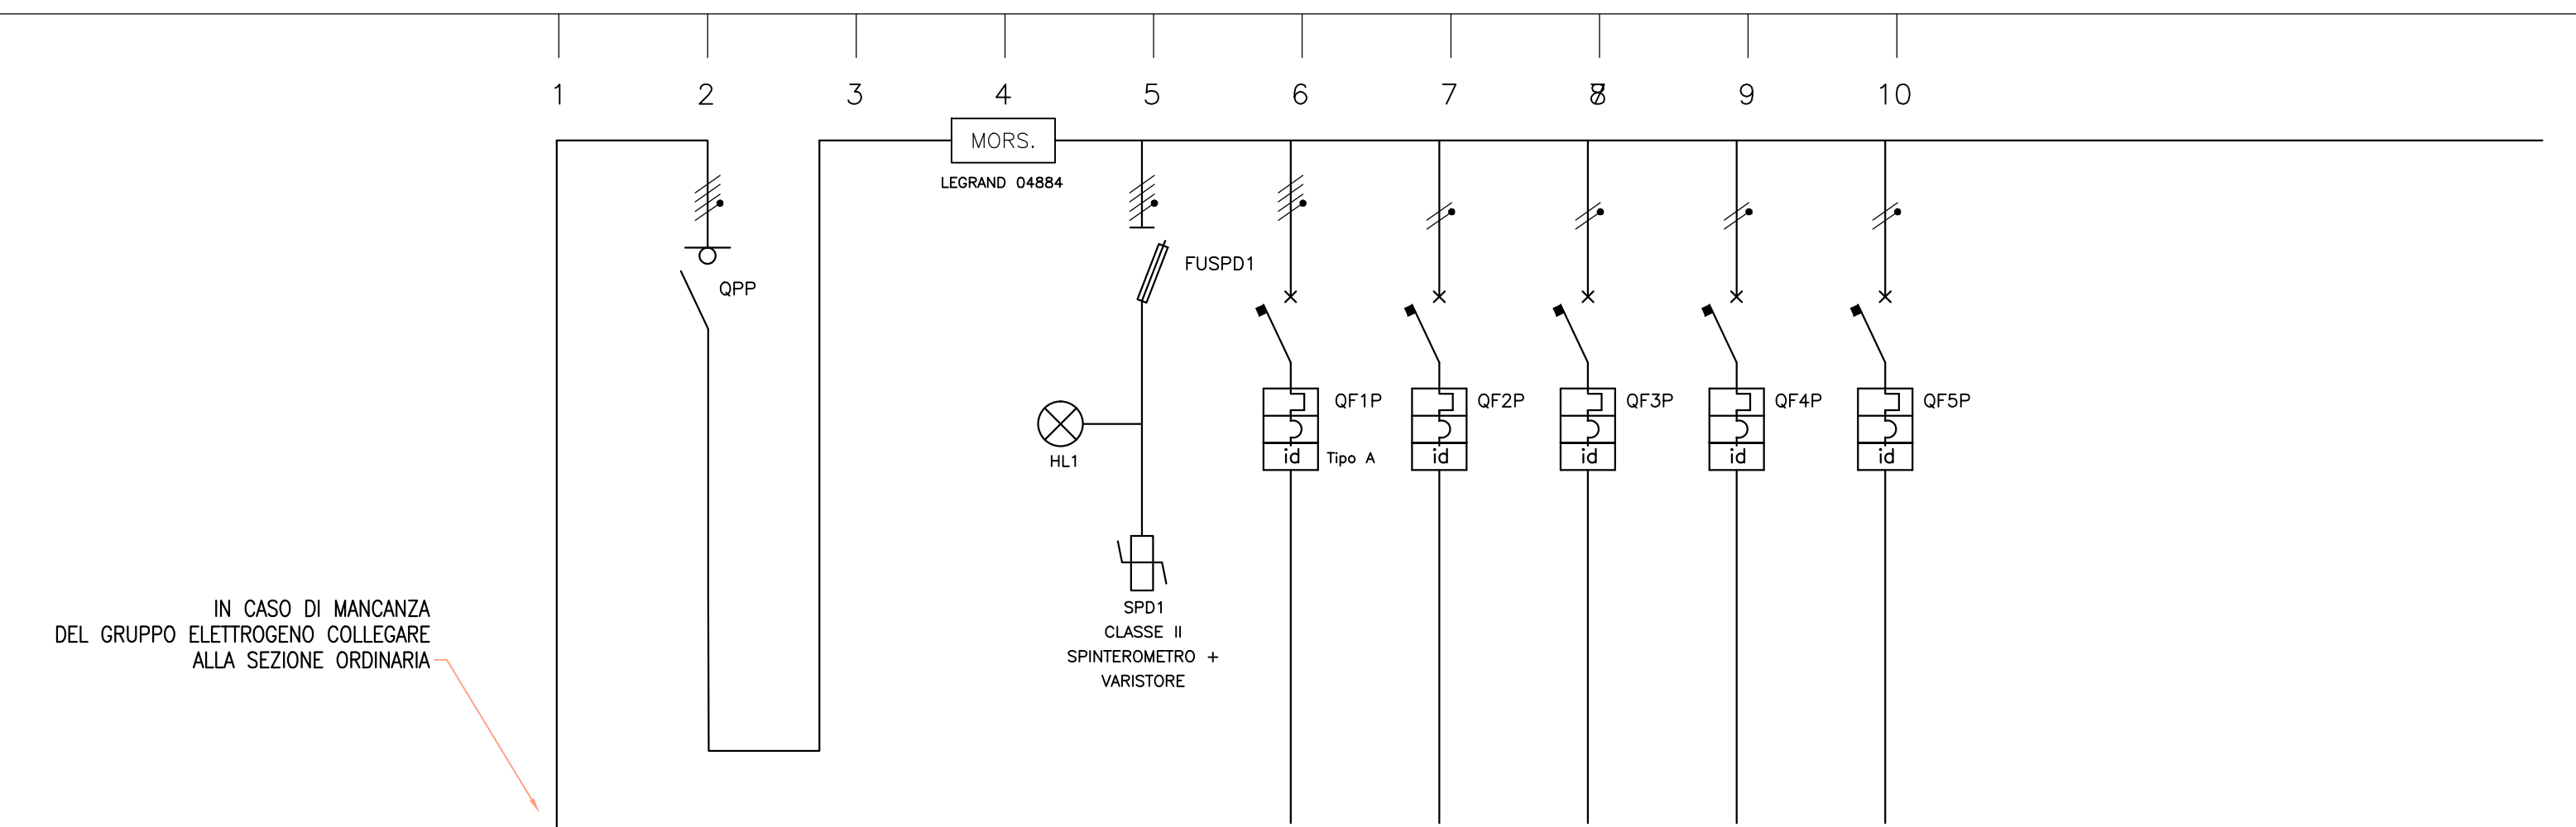 1 2 3 4 5 6 7 8 9 10
MORS.
LEGRAND 04884
QPP
FUSPD1
HL1
QF1P QF2P QF3P QF4P QF5P
id Tipo A id id id id
SPD1
CLASSE II
SPINTEROMETRO +
VARISTORE
IN CASO DI MANCANZA
DEL GRUPPO ELETTROGENO COLLEGARE
ALLA SEZIONE ORDINARIA